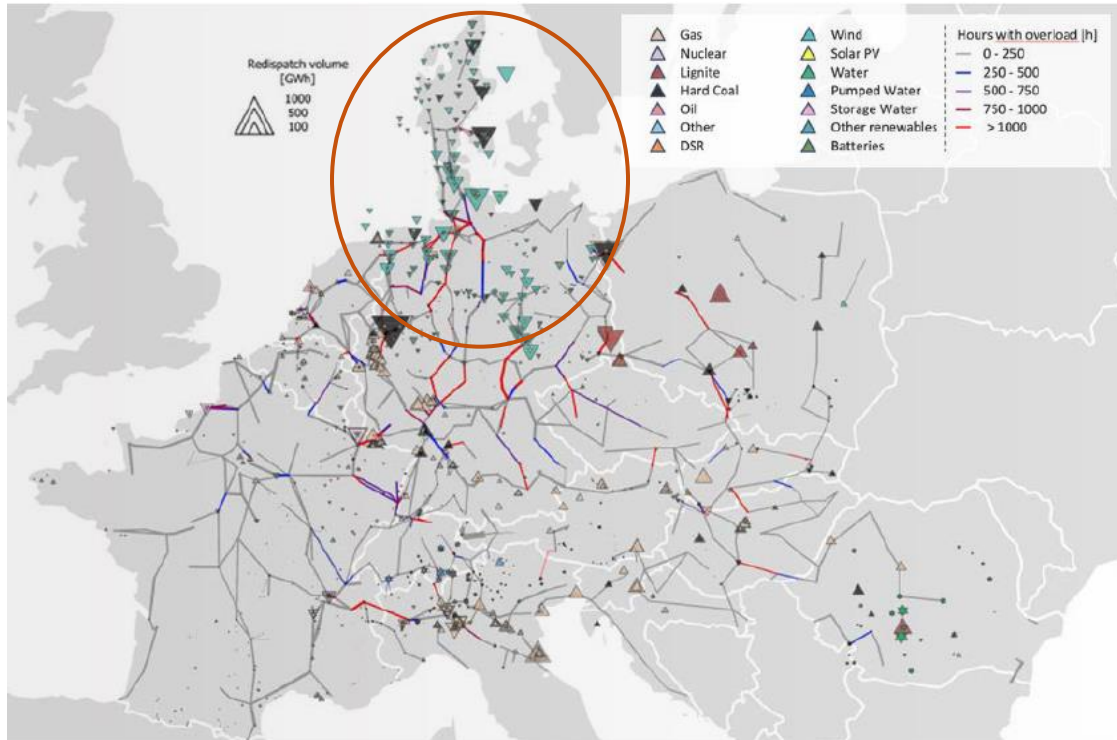 Redispatch volume
[GWh]
1000
500
100
Gas
Nuclear
Lignite
Hard Coal
Oil
Other
DSR
Wind
Solar PV
Water
Pumped Water
Storage Water
Other renewables
Batteries
Hours with overload [h]
0 - 250
250 - 500
500 - 750
750 - 1000
> 1000